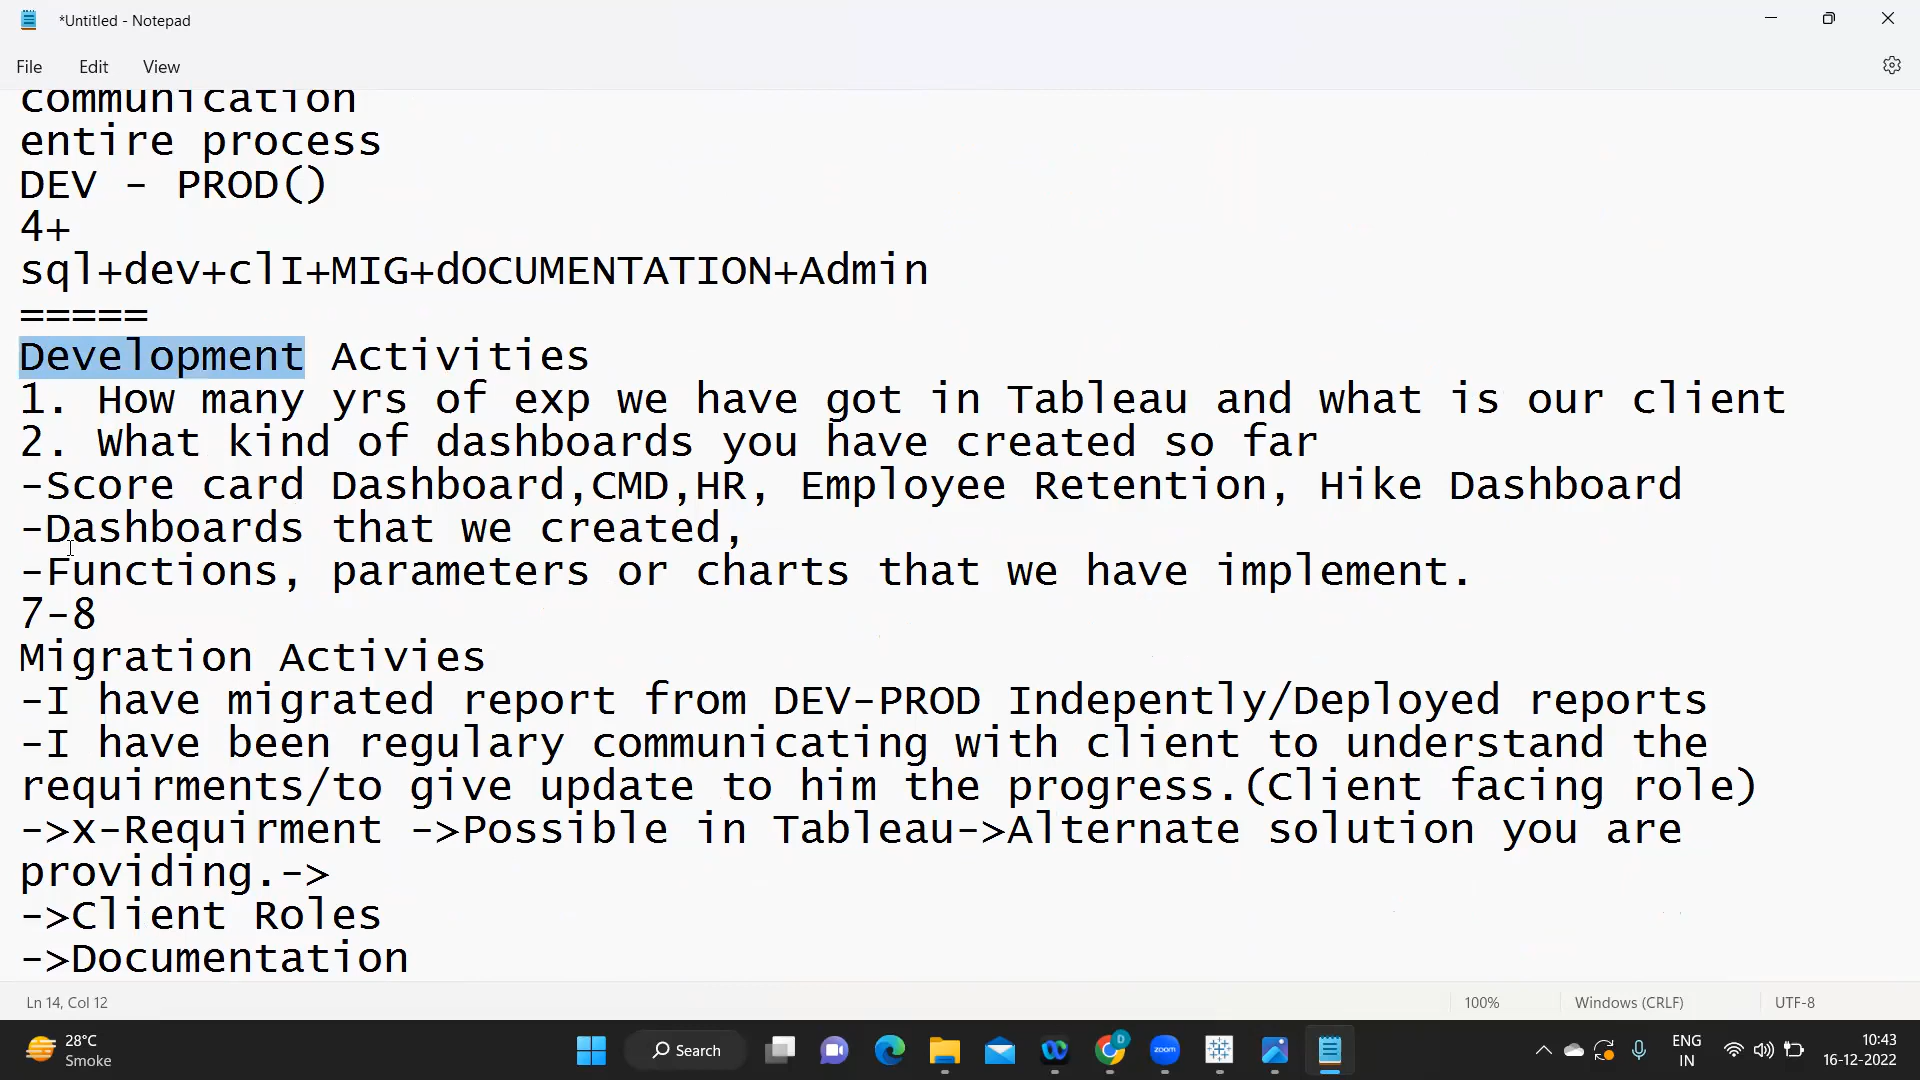 *Untitled - Notepad
File Edit View
communication
entire process
DEV - PROD()
4+
sql+dev+clI+MIG+dOCUMENTATION+Admin
=====
Development Activities
1. How many yrs of exp we have got in Tableau and what is our client
2. What kind of dashboards you have created so far
-Score card Dashboard,CMD,HR, Employee Retention, Hike Dashboard
-Dashboards that we created,
-Functions, parameters or charts that we have implement.
7-8
Migration Activies
-I have migrated report from DEV-PROD Indepently/Deployed reports
-I have been regulary communicating with client to understand the
requirments/to give update to him the progress.(Client facing role)
->X-Requirment ->Possible in Tableau->Alternate solution you are
providing.->
->Client Roles
->Documentation
Ln 14, Col 12 100% Windows (CRLF) UTF-8
28°C
Smoke
Search
zoom
D
ENG
IN
10:43
16-12-2022